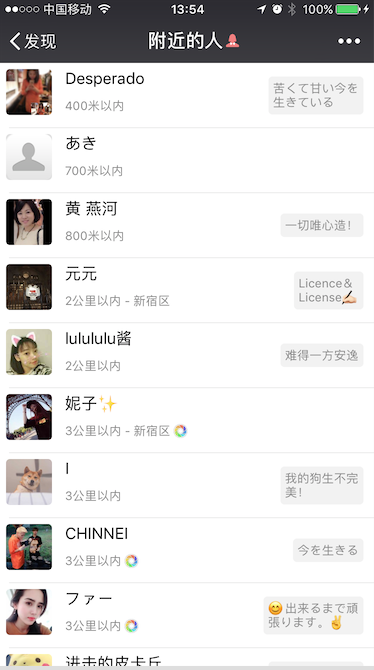 中国移动 13:54 100%
发现 附近的人
Desperado
400米以内
苦くて甘い今を
生きている
あき
700米以内
黄 燕河
800米以内
一切唯心造！
元元
2公里以内 - 新宿区
Licence＆
License✍🏻
lulululu酱
2公里以内
难得一方安逸
妮子✨
3公里以内 - 新宿区
I
3公里以内
我的狗生不完
美！
CHINNEI
3公里以内
今を生きる
ファー
3公里以内
😊出来るまで頑
張ります。✌
进击的皮卡丘